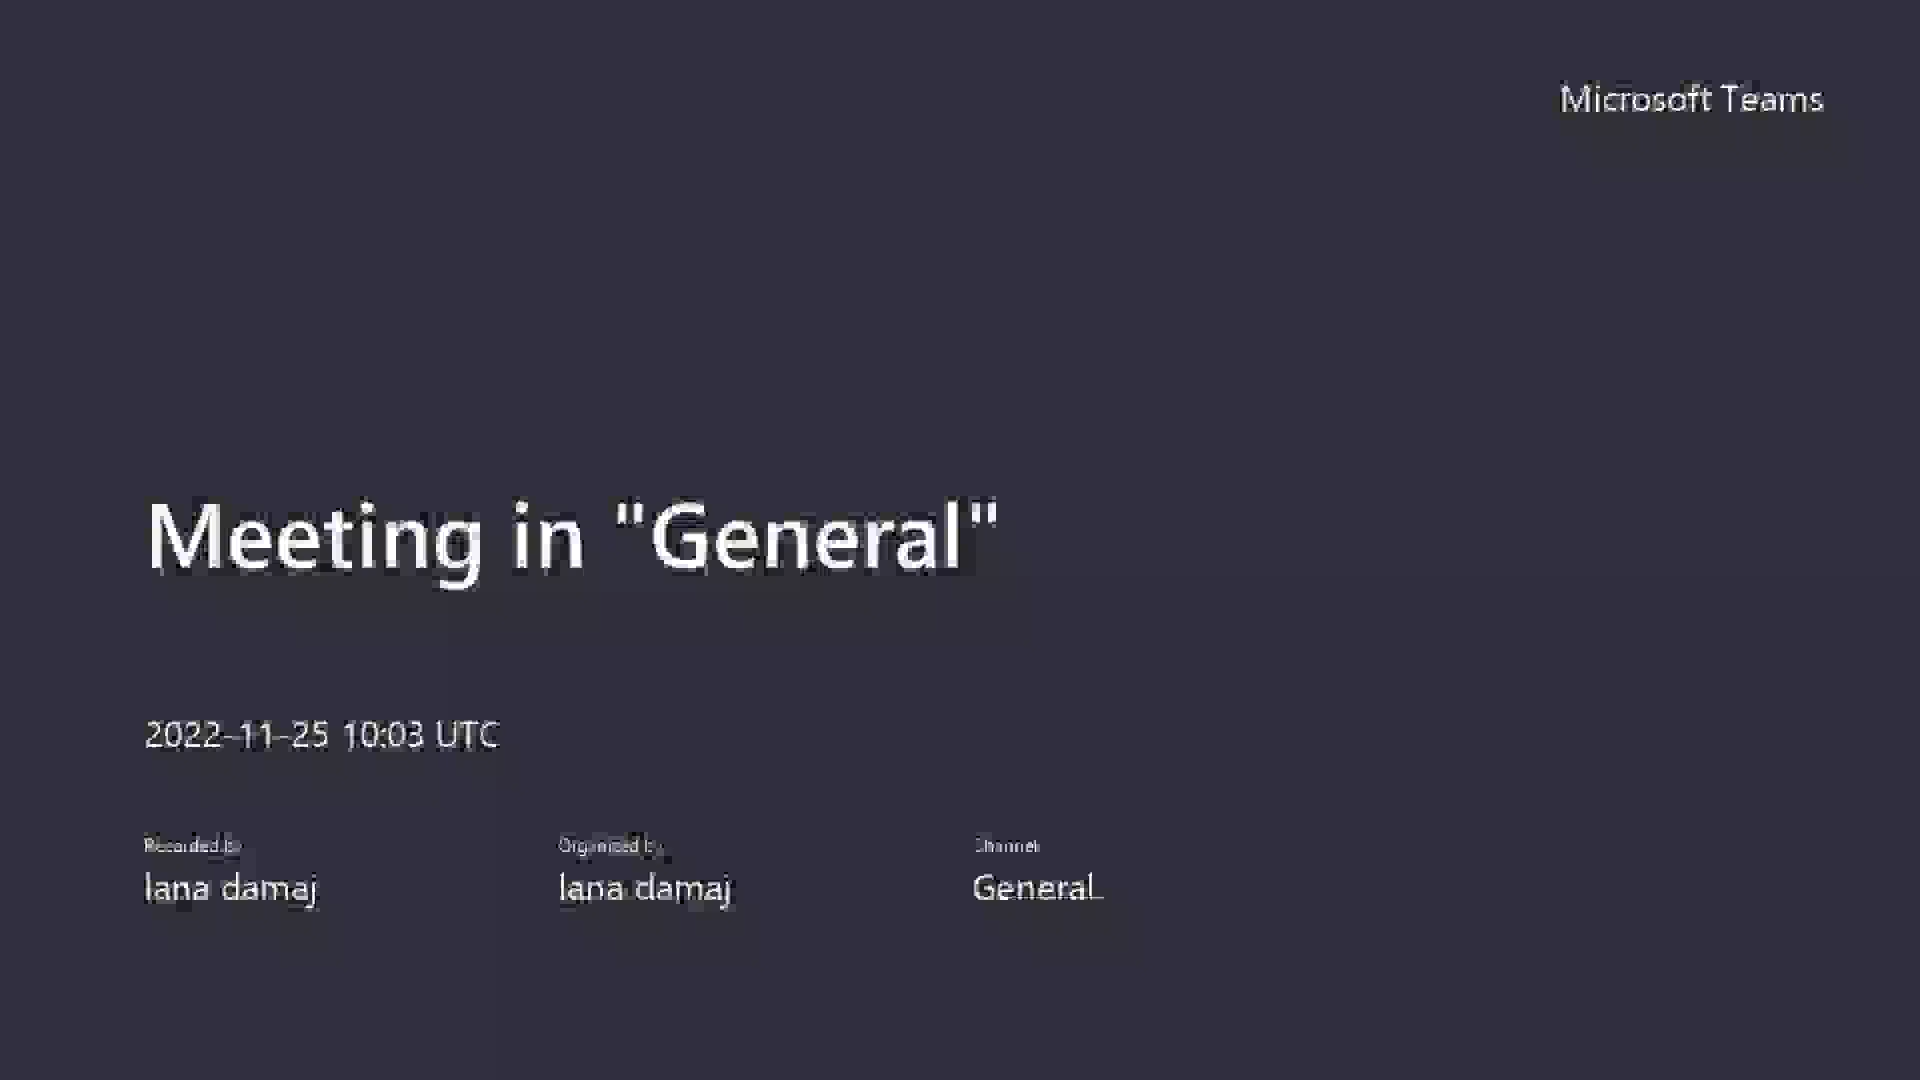 Microsoft Teams
Meeting in "General"
2022-11-25 10:03 UTC
Recorded by
Organized by
Channel
lana damaj
lana damaj
General